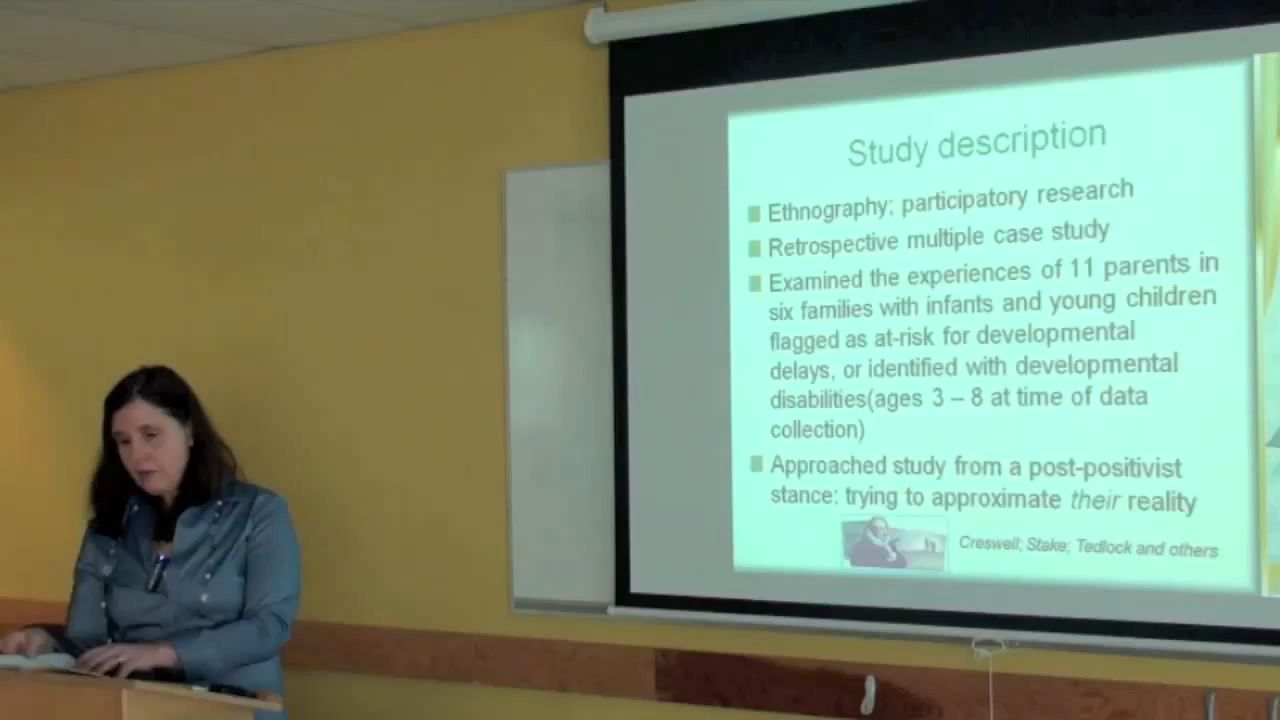 Study description
Ethnography; participatory research
Retrospective multiple case study
Examined the experiences of 11 parents in
six families with infants and young children
flagged as at-risk for developmental
delays, or identified with developmental
disabilities(ages 3 – 8 at time of data
collection)
Approached study from a post-positivist
stance: trying to approximate their reality
Creswell; Stake; Tedlock and others